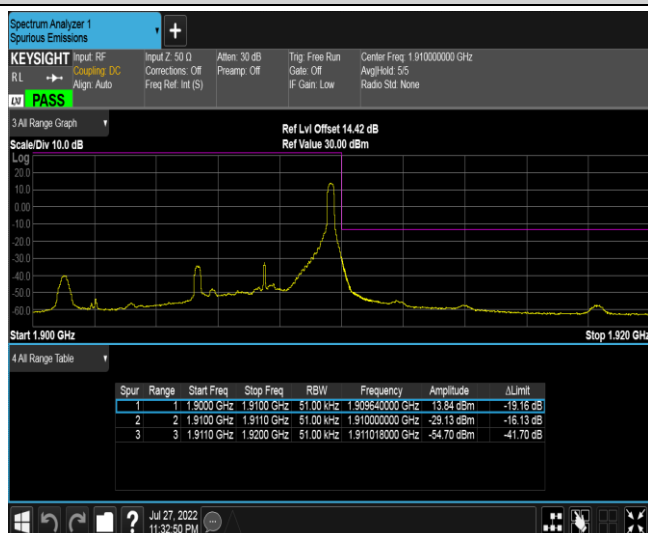 Spectrum Analyzer 1
Spurious Emissions
KEYSIGHT Input: RF Input Z: 50 Ω Atten: 30 dB Trig: Free Run Center Freq: 1.910000000 GHz
Coupling: DC Corrections: Off Preamp: Off Gate: Off Avg|Hold: 5/5
R L Align: Auto Freq Ref: Int (S) IF Gain: Low Radio Std: None
LXI PASS
3 All Range Graph
Ref Lvl Offset 14.42 dB
Scale/Div 10.0 dB Ref Value 30.00 dBm
Log
20.0
10.0
0.00
-10.0
-20.0
-30.0
-40.0
-50.0
-60.0
Start 1.900 GHz Stop 1.920 GHz
4 All Range Table
Spur Range Start Freq Stop Freq RBW Frequency Amplitude ΔLimit
1 1 1.9000 GHz 1.9100 GHz 51.00 kHz 1.909640000 GHz 13.84 dBm -19.16 dB
2 2 1.9100 GHz 1.9110 GHz 51.00 kHz 1.910000000 GHz -29.13 dBm -16.13 dB
3 3 1.9110 GHz 1.9200 GHz 51.00 kHz 1.911018000 GHz -54.70 dBm -41.70 dB
Jul 27, 2022
11:32:50 PM